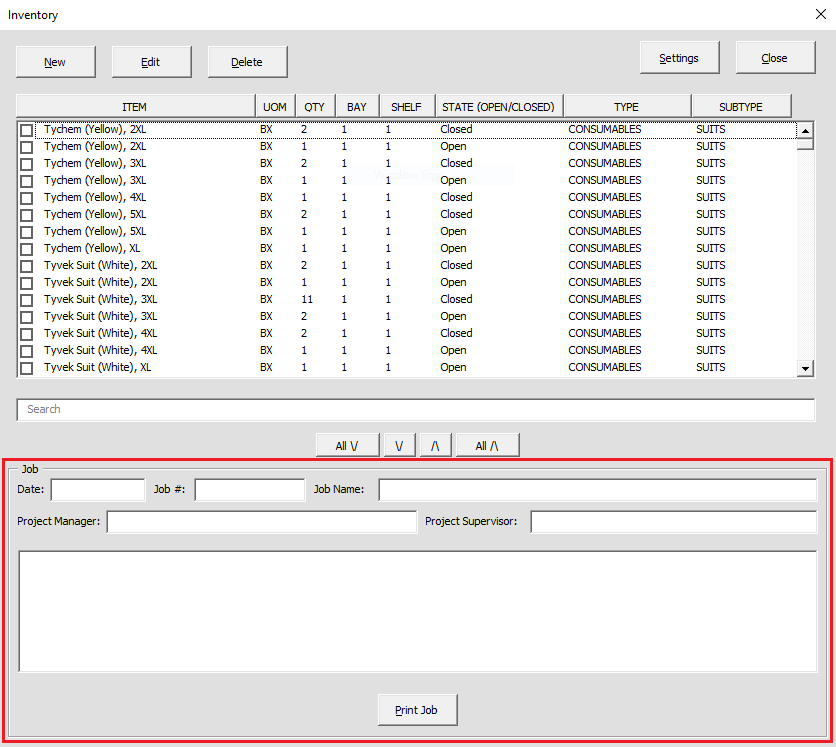 Inventory
New Edit Delete Settings Close
ITEM UOM QTY BAY SHELF STATE (OPEN/CLOSED) TYPE SUBTYPE
Tychem (Yellow), 2XL BX 2 1 1 Closed CONSUMABLES SUITS
Tychem (Yellow), 2XL BX 1 1 1 Open CONSUMABLES SUITS
Tychem (Yellow), 3XL BX 2 1 1 Closed CONSUMABLES SUITS
Tychem (Yellow), 3XL BX 1 1 1 Open CONSUMABLES SUITS
Tychem (Yellow), 4XL BX 1 1 1 Closed CONSUMABLES SUITS
Tychem (Yellow), 5XL BX 2 1 1 Closed CONSUMABLES SUITS
Tychem (Yellow), 5XL BX 1 1 1 Open CONSUMABLES SUITS
Tychem (Yellow), XL BX 1 1 1 Open CONSUMABLES SUITS
Tyvek Suit (White), 2XL BX 2 1 1 Closed CONSUMABLES SUITS
Tyvek Suit (White), 2XL BX 1 1 1 Open CONSUMABLES SUITS
Tyvek Suit (White), 3XL BX 11 1 1 Closed CONSUMABLES SUITS
Tyvek Suit (White), 3XL BX 2 1 1 Open CONSUMABLES SUITS
Tyvek Suit (White), 4XL BX 2 1 1 Closed CONSUMABLES SUITS
Tyvek Suit (White), 4XL BX 1 1 1 Open CONSUMABLES SUITS
Tyvek Suit (White), XL BX 1 1 1 Open CONSUMABLES SUITS
Search
All \/ \/ /\ All /\
Job
Date: Job #: Job Name:
Project Manager: Project Supervisor:
Print Job